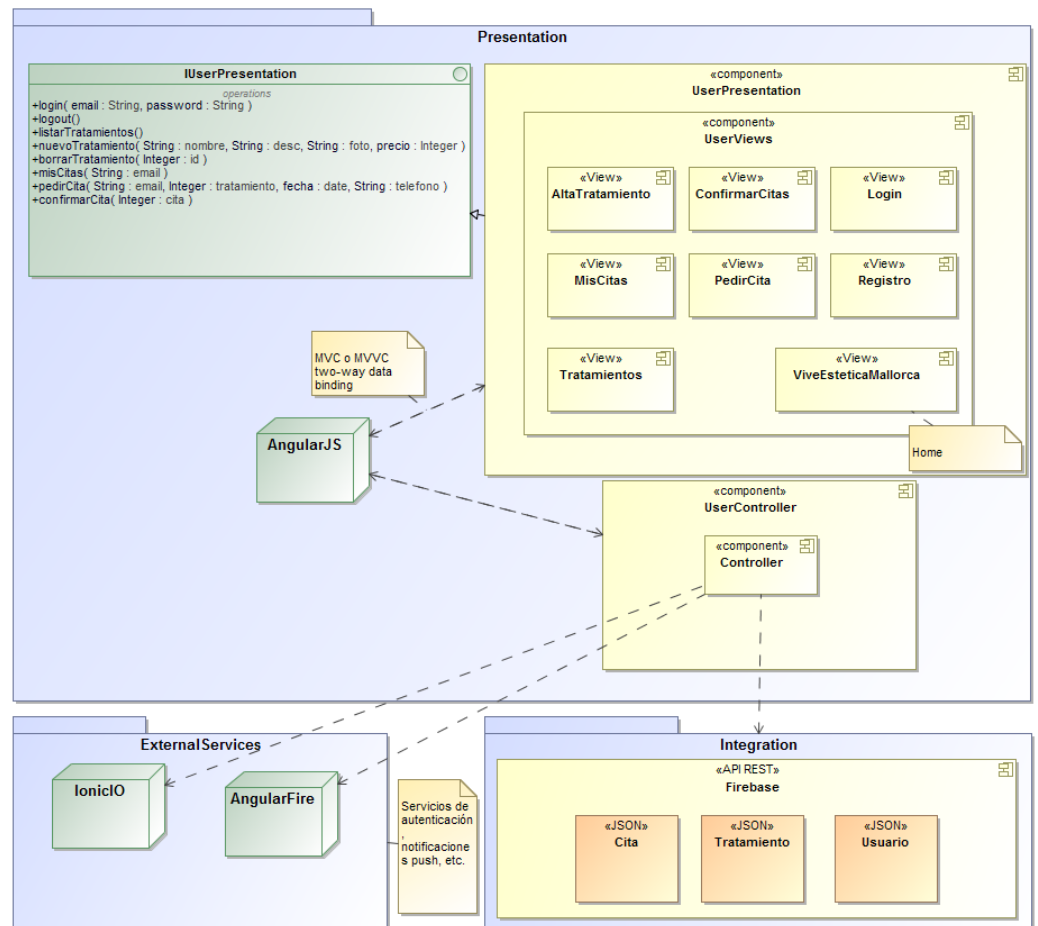 Presentation
IUserPresentation
operations
+login( email : String, password : String )
+logout()
+listarTratamientos()
+nuevoTratamiento( String : nombre, String : desc, String : foto, precio : Integer )
+borrarTratamiento( Integer : id )
+misCitas( String : email )
+pedirCita( String : email, Integer : tratamiento, fecha : date, String : telefono )
+confirmarCita( Integer : cita )
«component»
UserPresentation
«component»
UserViews
«View»
AltaTratamiento
«View»
ConfirmarCitas
«View»
Login
«View»
MisCitas
«View»
PedirCita
«View»
Registro
«View»
Tratamientos
«View»
ViveEsteticaMallorca
Home
MVC o MVVC
two-way data
binding
AngularJS
«component»
UserController
«component»
Controller
ExternalServices
IonicIO
AngularFire
Servicios de
autenticación
,
notificacione
s push, etc.
Integration
«API REST»
Firebase
«JSON»
Cita
«JSON»
Tratamiento
«JSON»
Usuario